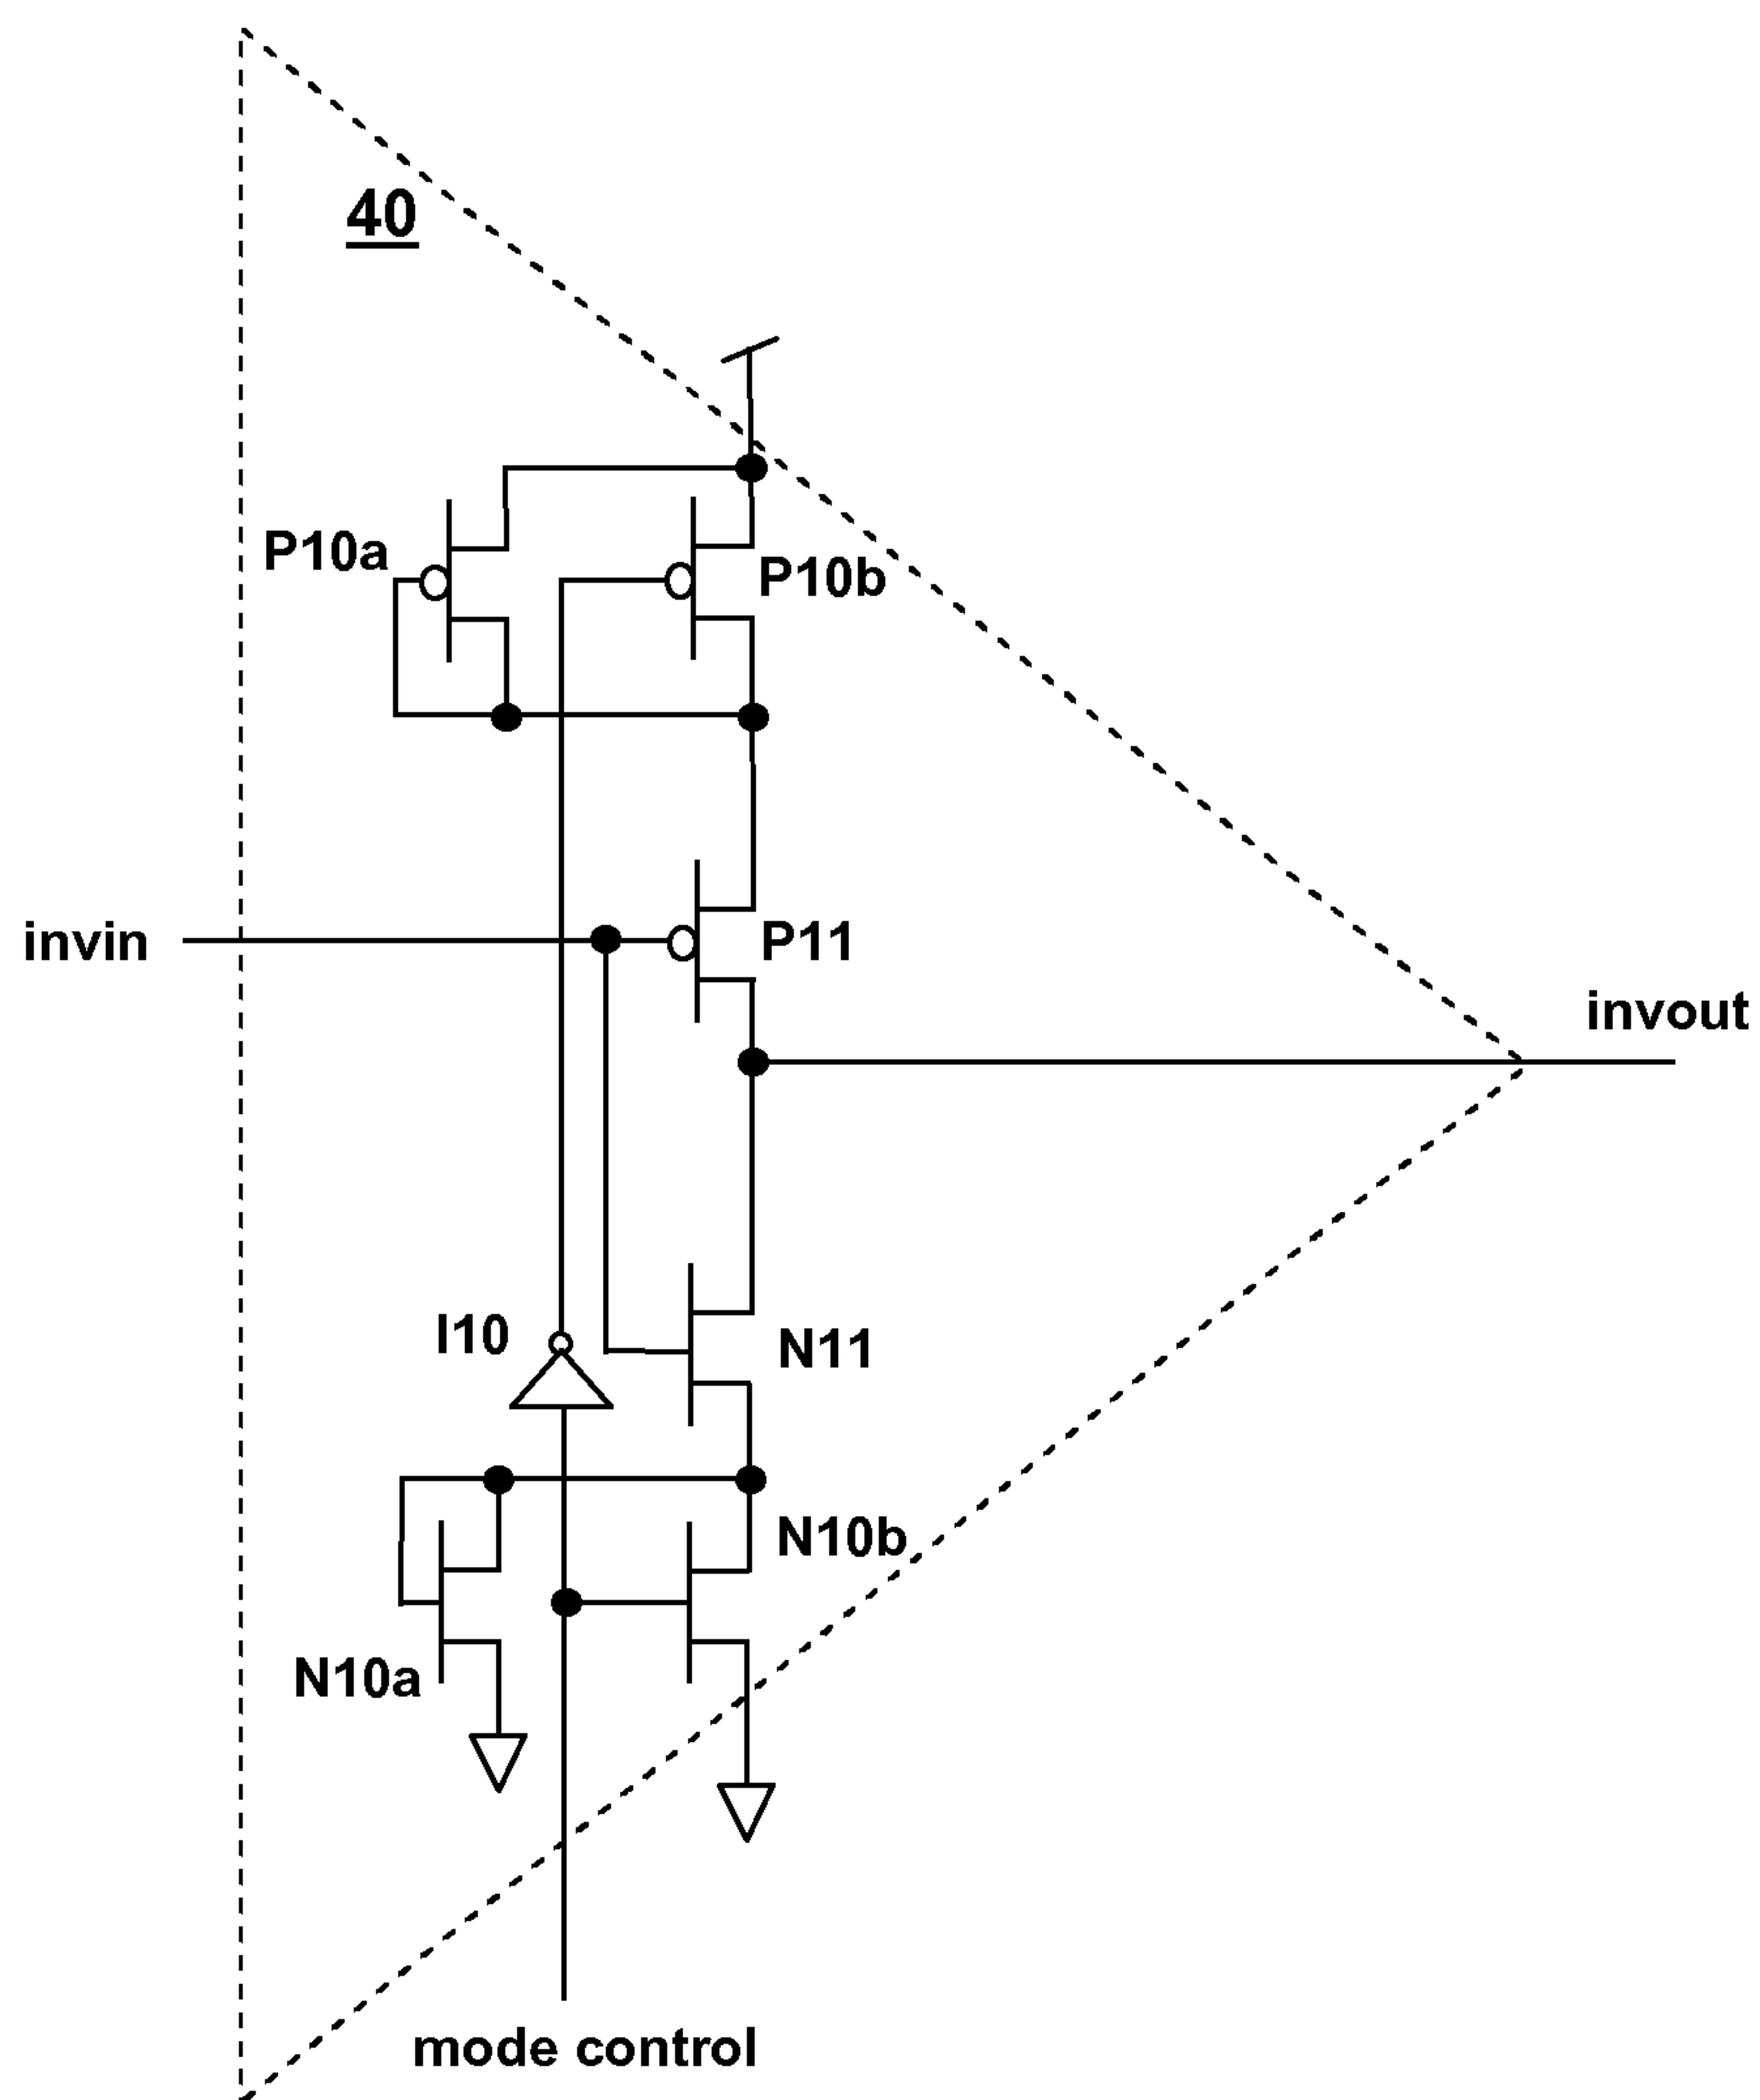 40
P10a
P10b
invin
P11
invout
I10
N11
N10b
N10a
mode control